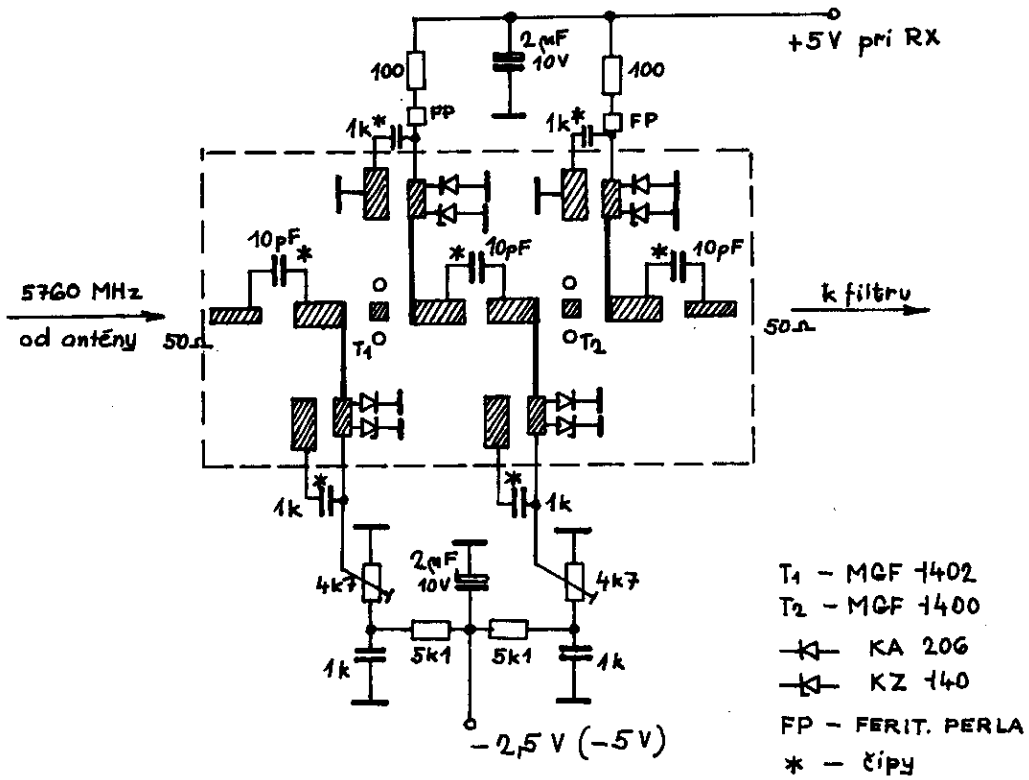 +5V při RX
2μF
10V
100
100
FP
FP
1k*
1k*
10pF
*
*
10pF
*
10pF
5760 MHz
od antény
50Ω
T1
T2
50Ω
k filtru
*
1k
*
1k
4k7
2μF
10V
4k7
1k
5k1
5k1
1k
-2,5 V (-5V)
T1 - MGF 1402
T2 - MGF 1400
KA 206
KZ 140
FP - FERIT. PERLA
* - čipy